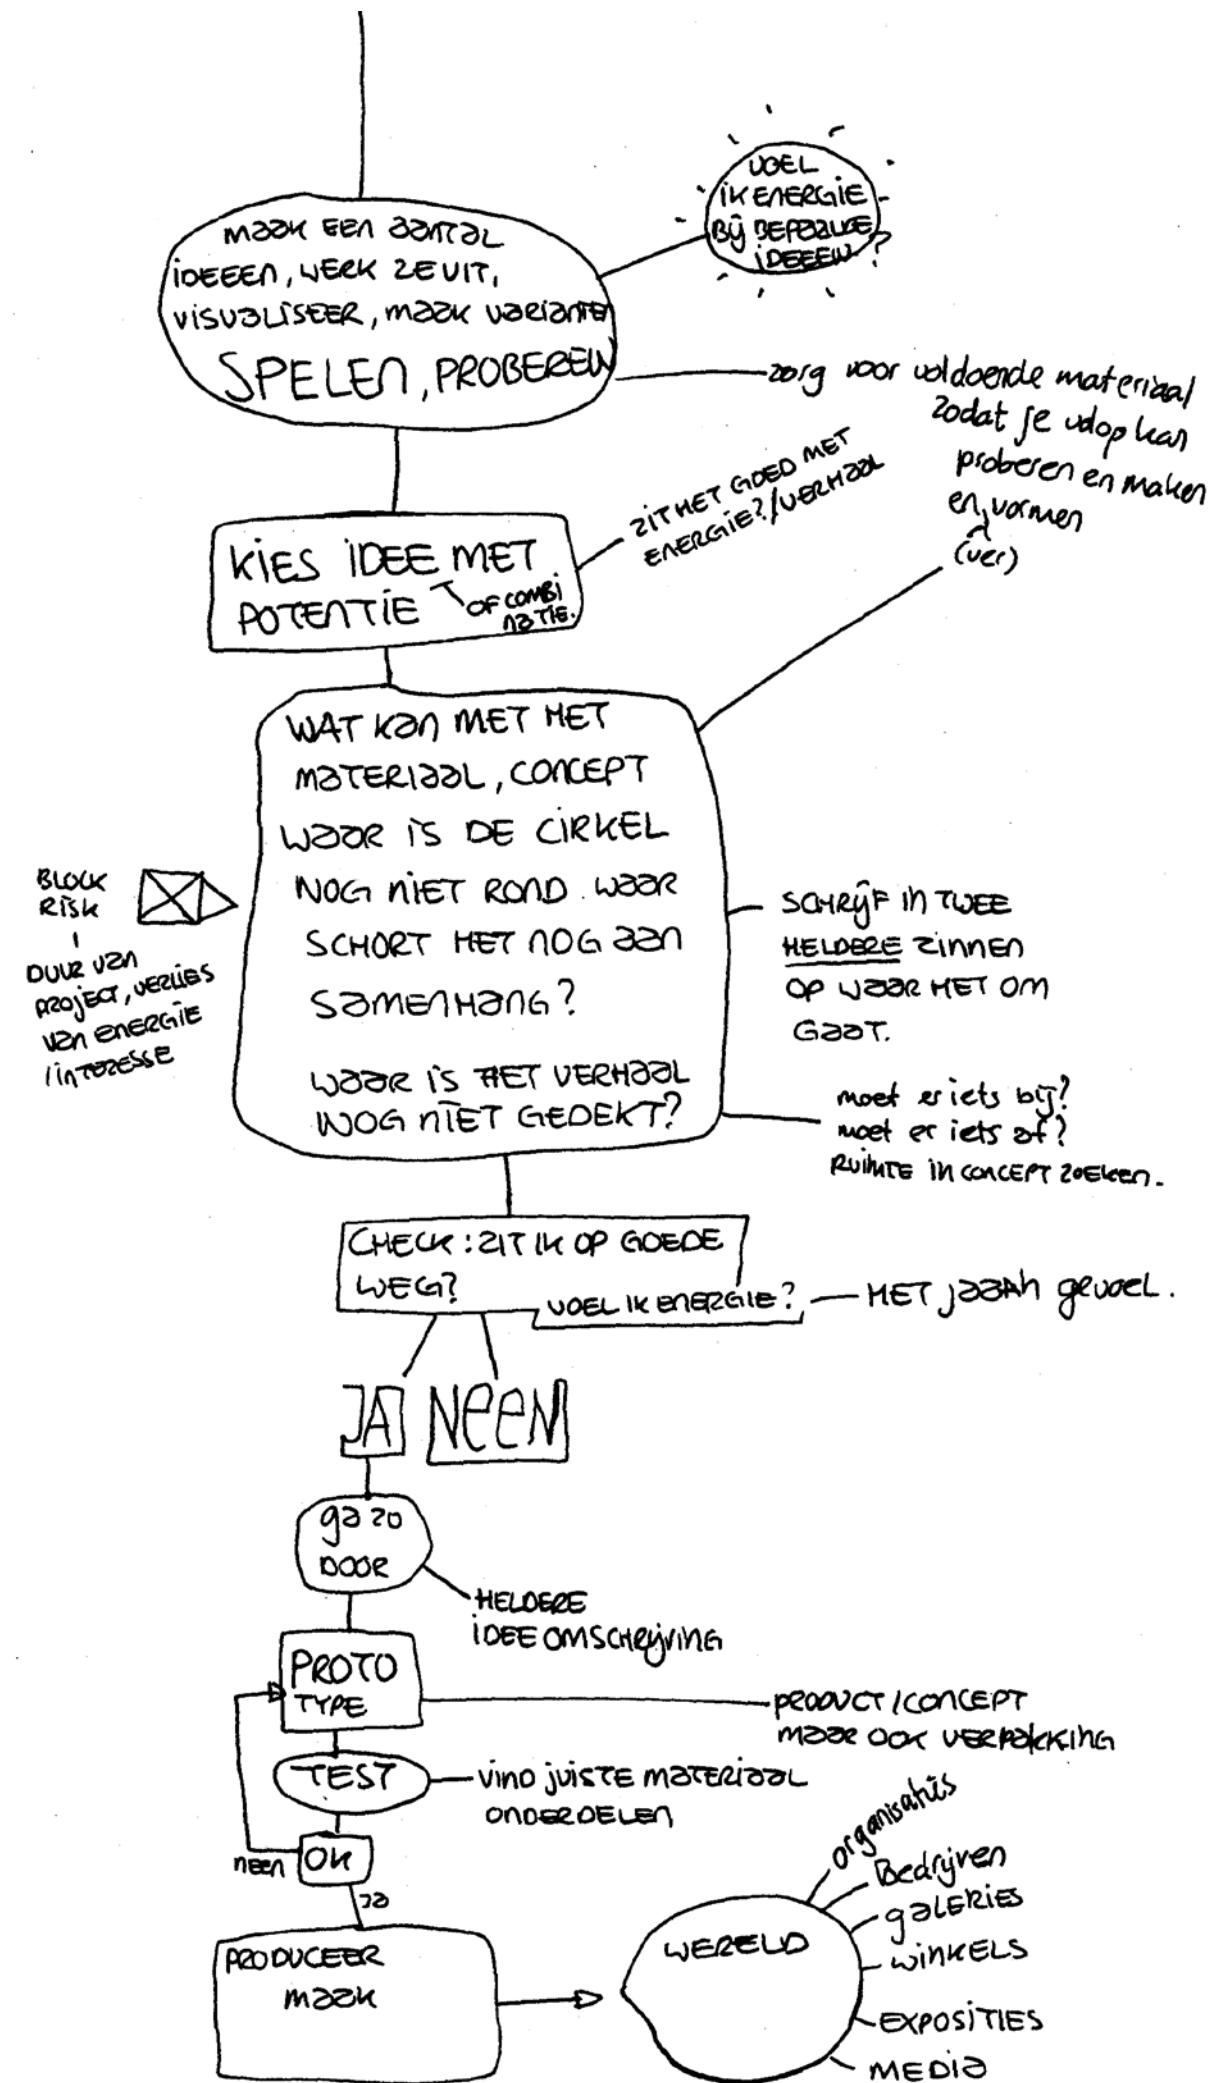 VOEL
IK ENERGIE
BIJ BEPAALDE
IDEEEN?
MAAK EEN AANTAL
IDEEEN, WERK ZE UIT,
VISUALISEER, MAAK VARIANTEN
SPELEN, PROBEREN
zorg voor voldoende materiaal
zodat je volop kan
proberen en maken
en vormen
(ver)
ZIT HET GOED MET
ENERGIE?/VERHAAL
KIES IDEE MET
POTENTIE
OF COMBI
NATIE.
WAT KAN MET HET
MATERIAAL, CONCEPT
WAAR IS DE CIRKEL
NOG NIET ROND. WAAR
SCHORT HET NOG AAN
SAMENHANG?
WAAR IS HET VERHAAL
NOG NIET GEDEKT?
BLOCK
RISK
DUUR VAN
PROJECT, VERLIES
VAN ENERGIE
/INTERESSE
SCHRIJF IN TWEE
HELDERE ZINNEN
OP WAAR HET OM
GAAT.
moet er iets bij?
moet er iets af?
RUIMTE IN CONCEPT ZOEKEN.
CHECK: ZIT IK OP GOEDE
WEG?
VOEL IK ENERGIE?
HET JAAAH gevoel.
JA
NEEN
ga zo
DOOR
HELDERE
IDEE OMSCHRIJVING
PROTO
TYPE
PRODUCT/CONCEPT
MAAR OOK VERPAKKING
TEST
VIND JUISTE MATERIAAL
ONDERDELEN
OK
neen
JA
PRODUCEER
MAAK
WERELD
organisaties
Bedrijven
GALERIES
WINKELS
EXPOSITIES
MEDIA